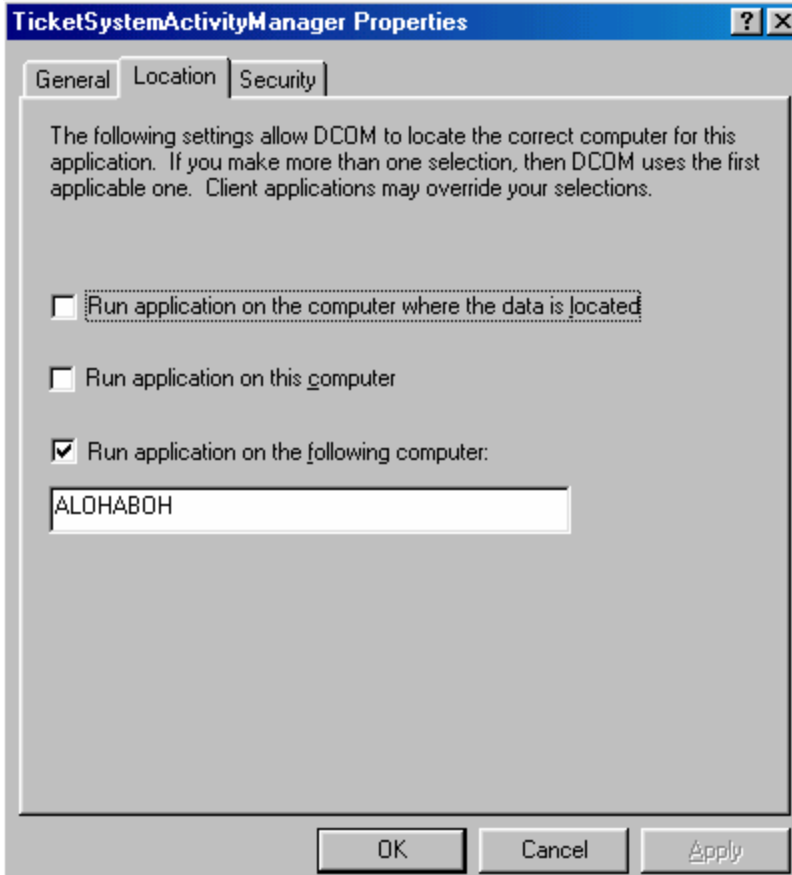 TicketSystemActivityManager Properties
General Location Security
The following settings allow DCOM to locate the correct computer for this
application. If you make more than one selection, then DCOM uses the first
applicable one. Client applications may override your selections.
Run application on the computer where the data is located
Run application on this computer
Run application on the following computer:
ALOHABOH
OK Cancel Apply